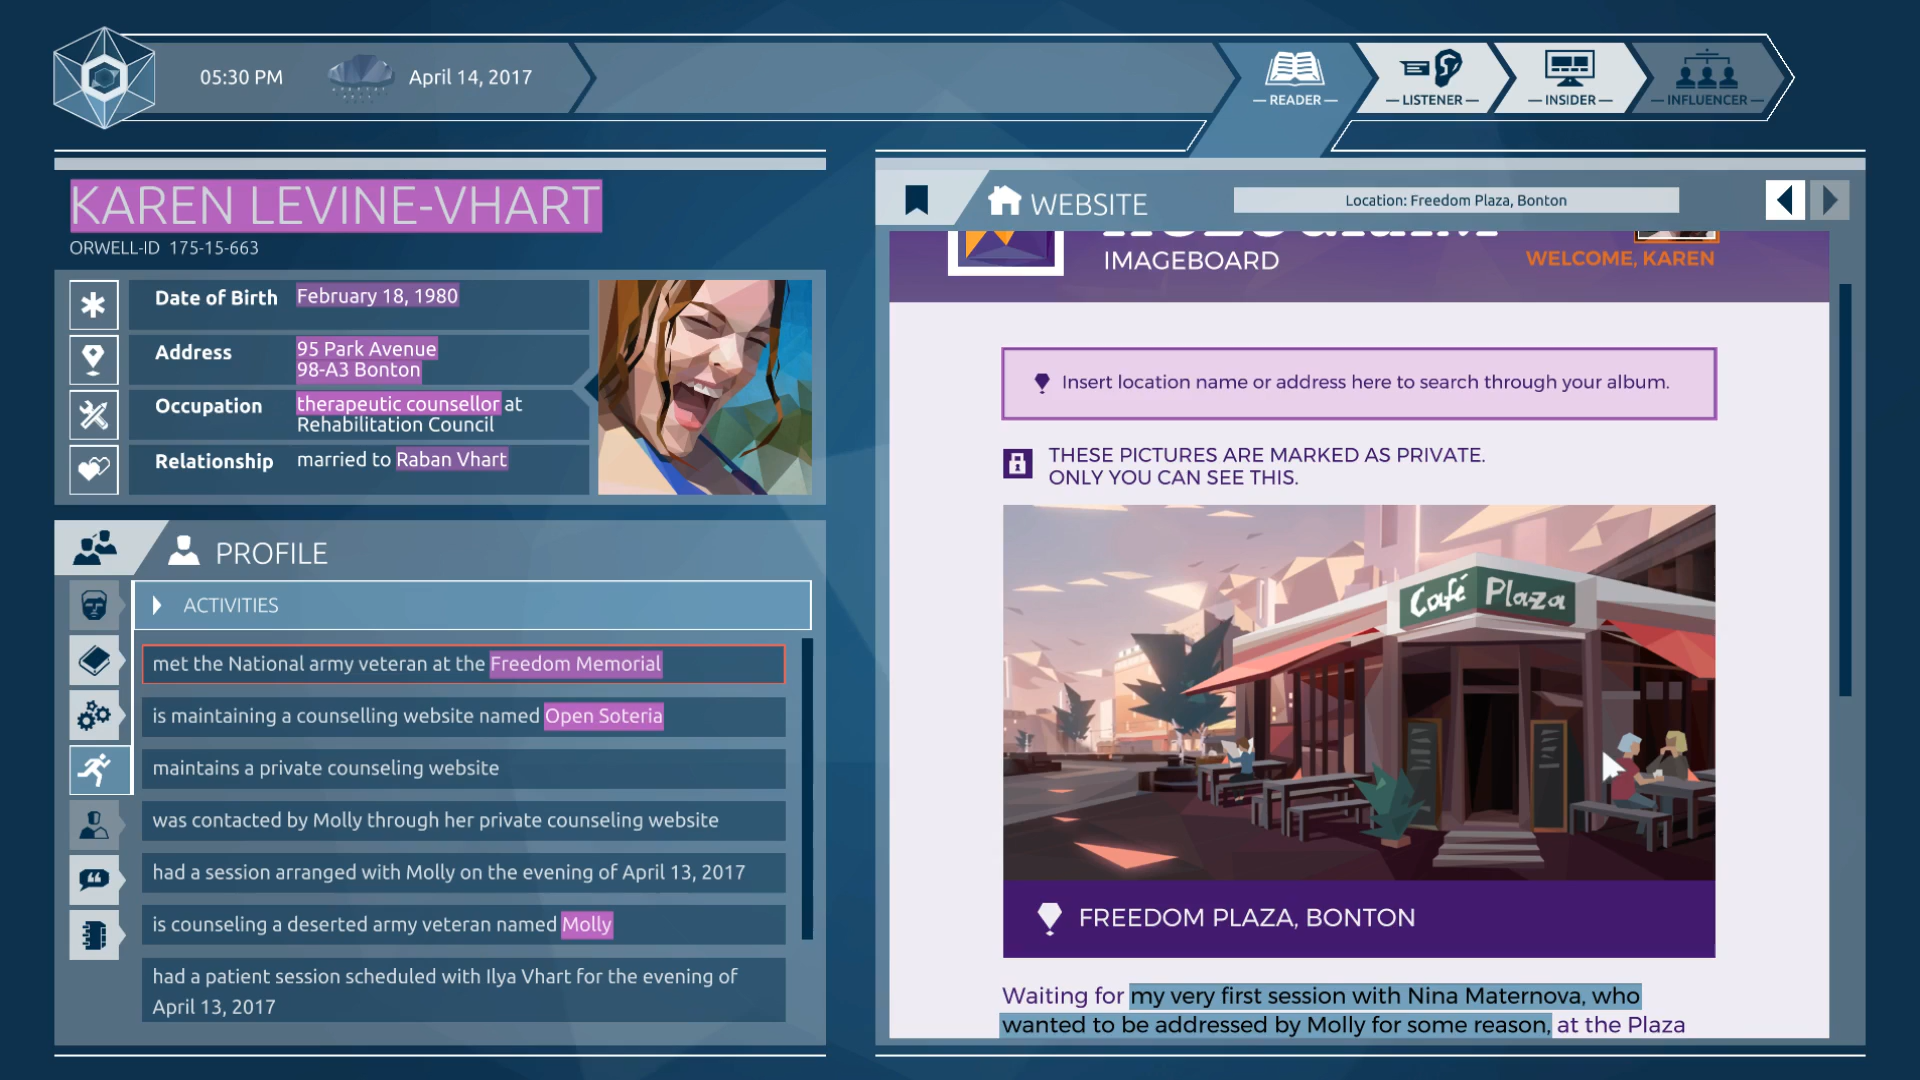 05:30 PM
April 14, 2017
READER
LISTENER
INSIDER
INFLUENCER
KAREN LEVINE-VHART
ORWELL-ID 175-15-663
Date of Birth February 18, 1980
Address 95 Park Avenue
98-A3 Bonton
Occupation therapeutic counsellor at
Rehabilitation Council
Relationship married to Raban Vhart
PROFILE
ACTIVITIES
met the National army veteran at the Freedom Memorial
is maintaining a counselling website named Open Soteria
maintains a private counseling website
was contacted by Molly through her private counseling website
had a session arranged with Molly on the evening of April 13, 2017
is counseling a deserted army veteran named Molly
had a patient session scheduled with Ilya Vhart for the evening of
April 13, 2017
WEBSITE
Location: Freedom Plaza, Bonton
IMAGEBOARD
WELCOME, KAREN
Insert location name or address here to search through your album.
THESE PICTURES ARE MARKED AS PRIVATE.
ONLY YOU CAN SEE THIS.
Café Plaza
FREEDOM PLAZA, BONTON
Waiting for my very first session with Nina Maternova, who
wanted to be addressed by Molly for some reason, at the Plaza